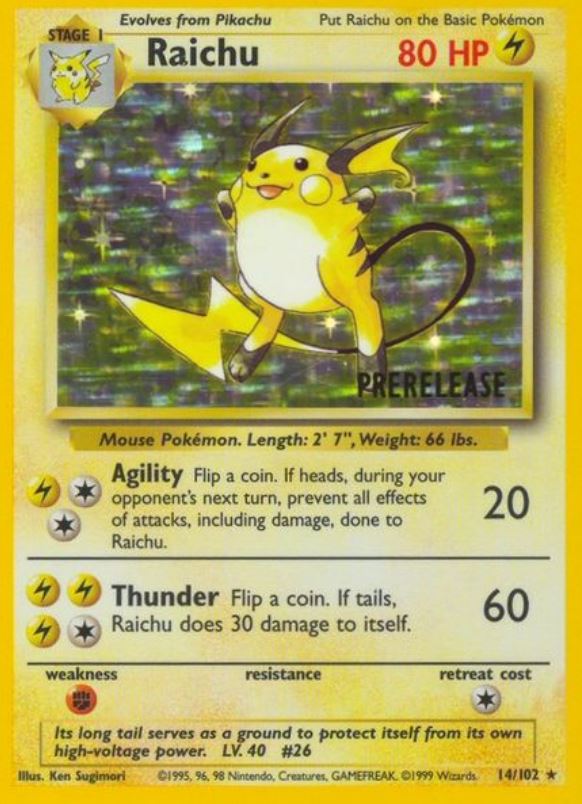 Evolves from Pikachu Put Raichu on the Basic Pokémon
STAGE 1
Raichu 80 HP
PRERELEASE
Mouse Pokémon. Length: 2' 7", Weight: 66 lbs.
Agility Flip a coin. If heads, during your
opponent's next turn, prevent all effects
of attacks, including damage, done to
Raichu.
20
Thunder Flip a coin. If tails,
Raichu does 30 damage to itself.
60
weakness resistance retreat cost
Its long tail serves as a ground to protect itself from its own
high-voltage power. LV. 40 #26
Illus. Ken Sugimori ©1995, 96, 98 Nintendo, Creatures, GAMEFREAK. ©1999 Wizards. 14/102 ★